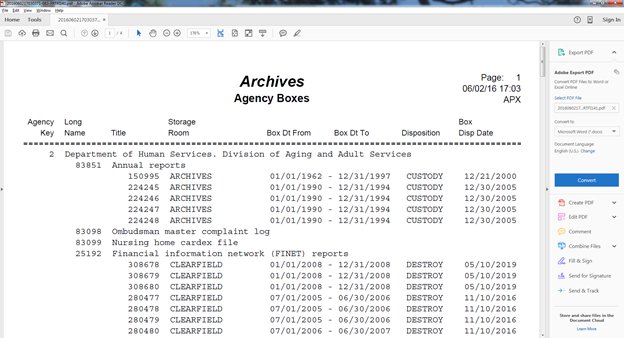 2016060217030371-083-RRTF0141.pdf - Adobe Acrobat Reader DC
File Edit View Window Help
Home Tools 201606021703037... × Sign In
1 / 4 176% Share
Archives
Agency Boxes
Page: 1
06/02/16 17:03
APX
Agency Long Storage Box
Key Name Title Room Box Dt From Box Dt To Disposition Disp Date
2 Department of Human Services. Division of Aging and Adult Services
83851 Annual reports
150995 ARCHIVES 01/01/1962 - 12/31/1997 CUSTODY 12/21/2000
224245 ARCHIVES 01/01/1990 - 12/31/1994 CUSTODY 12/30/2005
224246 ARCHIVES 01/01/1990 - 12/31/1994 CUSTODY 12/30/2005
224247 ARCHIVES 01/01/1990 - 12/31/1994 CUSTODY 12/30/2005
224248 ARCHIVES 01/01/1990 - 12/31/1994 CUSTODY 12/30/2005
83098 Ombudsman master complaint log
83099 Nursing home cardex file
25192 Financial information network (FINET) reports
308678 CLEARFIELD 01/01/2008 - 12/31/2008 DESTROY 05/10/2019
308679 CLEARFIELD 01/01/2008 - 12/31/2008 DESTROY 05/10/2019
308680 CLEARFIELD 01/01/2008 - 12/31/2008 DESTROY 05/10/2019
280477 CLEARFIELD 07/01/2005 - 06/30/2006 DESTROY 11/10/2016
280478 CLEARFIELD 07/01/2005 - 06/30/2006 DESTROY 11/10/2016
280479 CLEARFIELD 07/01/2005 - 06/30/2006 DESTROY 11/10/2016
280480 CLEARFIELD 07/01/2006 - 06/30/2007 DESTROY 11/10/2016
Export PDF
Adobe Export PDF
Convert PDF Files to Word or
Excel Online
Select PDF File
Convert to
Microsoft Word (*.docx)
Document Language:
English (U.S.) Change
Convert
Create PDF
Edit PDF
Comment
Combine Files
Fill & Sign
Send for Signature
Send & Track
Store and share files in the
Document Cloud
Learn More